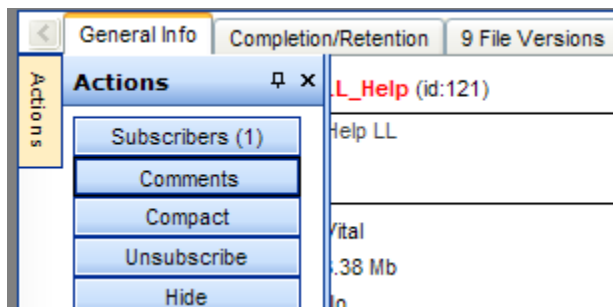 General Info Completion/Retention 9 File Versions
Actions
Actions
LL_Help (id:121)
Subscribers (1)
Help LL
Comments
Compact
Vital
Unsubscribe
.38 Mb
Hide